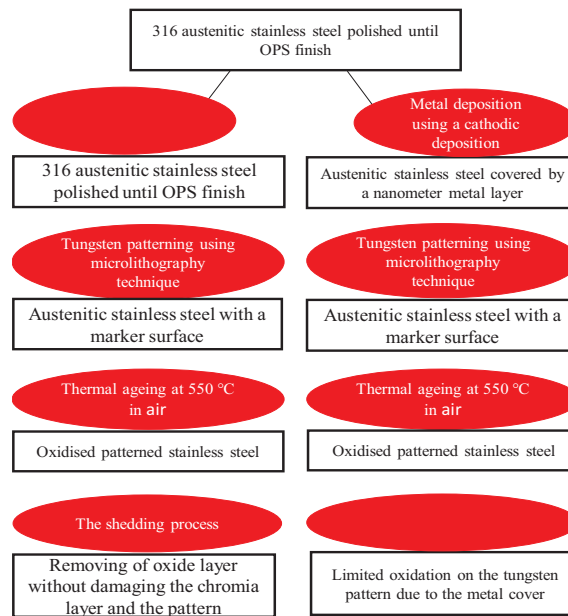 316 austenitic stainless steel polished until
OPS finish
Metal deposition
using a cathodic
deposition
316 austenitic stainless steel
polished until OPS finish
Austenitic stainless steel covered by
a nanometer metal layer
Tungsten patterning using
microlithography
technique
Tungsten patterning using
microlithography
technique
Austenitic stainless steel with a
marker surface
Austenitic stainless steel with a
marker surface
Thermal ageing at 550 °C
in air
Thermal ageing at 550 °C
in air
Oxidised patterned stainless steel
Oxidised patterned stainless steel
The shedding process
Removing of oxide layer
without damaging the chromia
layer and the pattern
Limited oxidation on the tungsten
pattern due to the metal cover